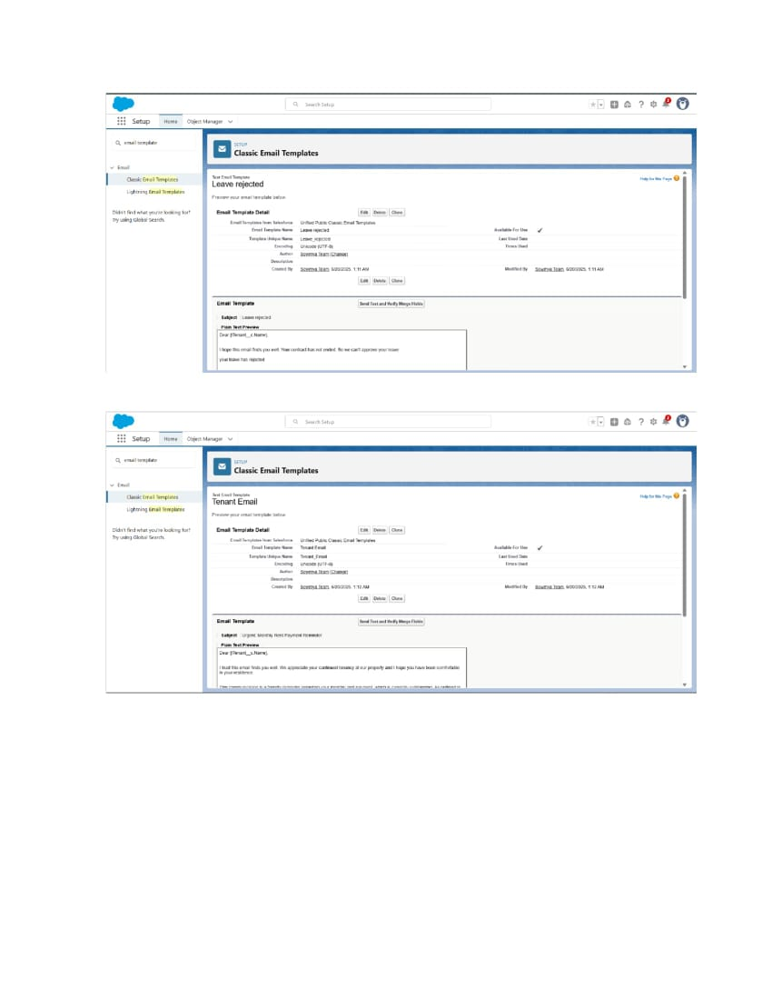 Search Setup
2
Setup Home Object Manager
email template
SETUP
Classic Email Templates
Email
Classic Email Templates
Lightning Email Templates
Didn't find what you're looking for?
Try using Global Search.
Text Email Template
Leave rejected
Help for this Page
Preview your email template below.
Email Template Detail Edit Delete Clone
Email Templates from Salesforce Unified Public Classic Email Templates
Email Template Name Leave rejected Available For Use ✓
Template Unique Name Leave_rejected Last Used Date
Encoding Unicode (UTF-8) Times Used
Author Sowmya Team [Change]
Description
Created By Sowmya Team, 6/20/2025, 1:11 AM Modified By Sowmya Team, 6/20/2025, 1:11 AM
Edit Delete Clone
Email Template Send Test and Verify Merge Fields
Subject Leave rejected
Plain Text Preview
Dear {!Tenant__c.Name},
I hope this email finds you well. Your contract has not ended. So we can't approve your leave
your leave has rejected
Search Setup
2
Setup Home Object Manager
email template
SETUP
Classic Email Templates
Email
Classic Email Templates
Lightning Email Templates
Didn't find what you're looking for?
Try using Global Search.
Text Email Template
Tenant Email
Help for this Page
Preview your email template below.
Email Template Detail Edit Delete Clone
Email Templates from Salesforce Unified Public Classic Email Templates
Email Template Name Tenant Email Available For Use ✓
Template Unique Name Tenant_Email Last Used Date
Encoding Unicode (UTF-8) Times Used
Author Sowmya Team [Change]
Description
Created By Sowmya Team, 6/20/2025, 1:12 AM Modified By Sowmya Team, 6/20/2025, 1:12 AM
Edit Delete Clone
Email Template Send Test and Verify Merge Fields
Subject Urgent: Monthly Rent Payment Reminder
Plain Text Preview
Dear {!Tenant__c.Name},
I trust this email finds you well. We appreciate your continued tenancy at our property and I hope you have been comfortable
in your residence.